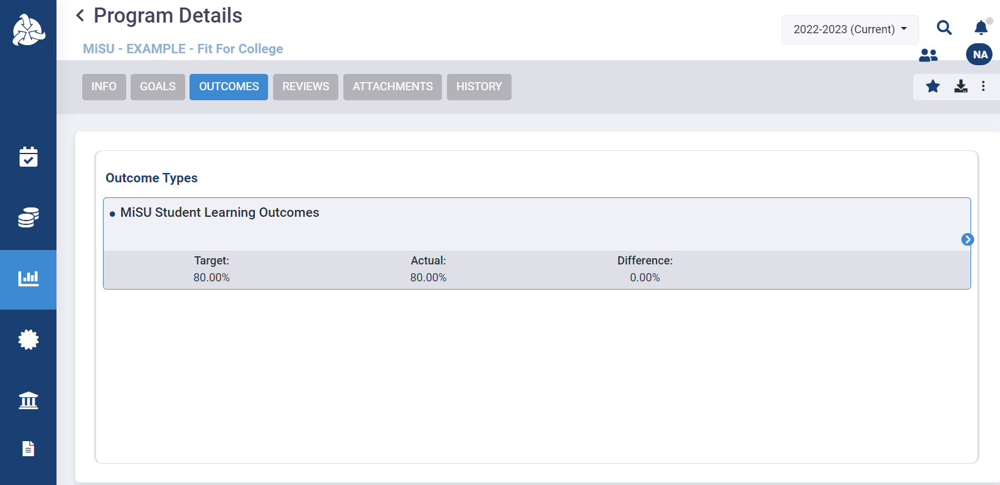 Program Details
2022-2023 (Current)
MiSU - EXAMPLE - Fit For College
NA
INFO GOALS OUTCOMES REVIEWS ATTACHMENTS HISTORY
Outcome Types
• MiSU Student Learning Outcomes
Target: Actual: Difference:
80.00% 80.00% 0.00%